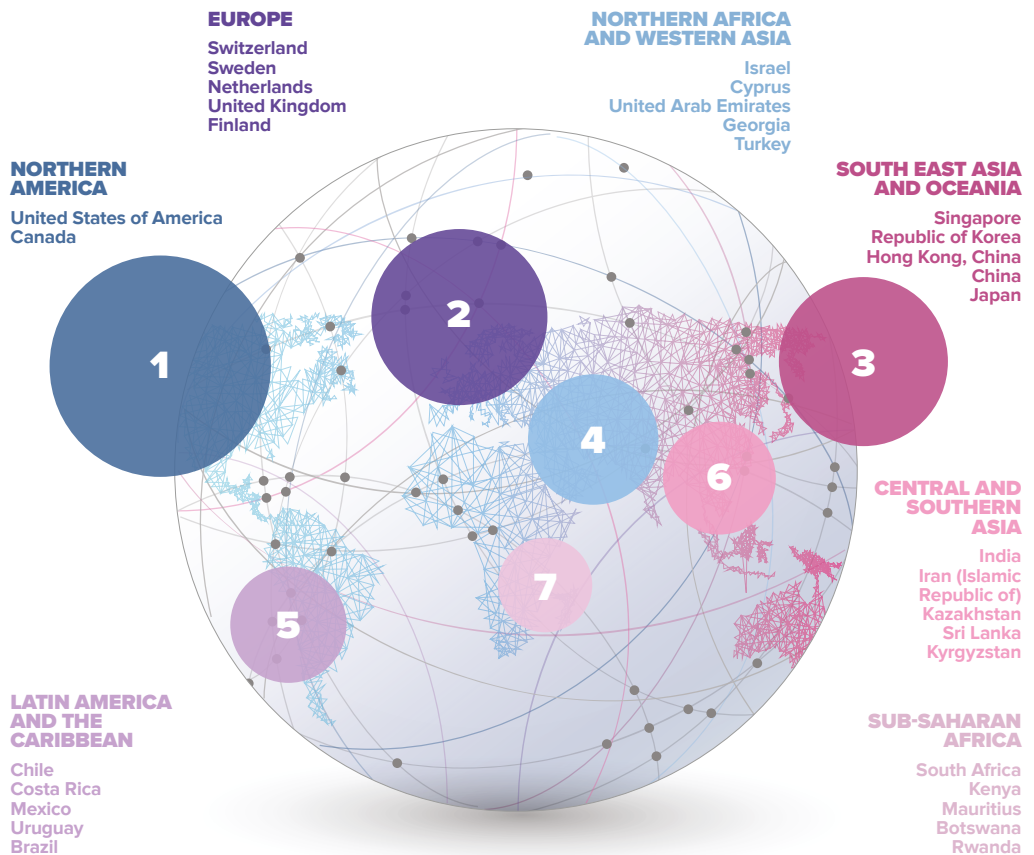 EUROPE
Switzerland
Sweden
Netherlands
United Kingdom
Finland
NORTHERN AFRICA
AND WESTERN ASIA
Israel
Cyprus
United Arab Emirates
Georgia
Turkey
NORTHERN
AMERICA
United States of America
Canada
SOUTH EAST ASIA
AND OCEANIA
Singapore
Republic of Korea
Hong Kong, China
China
Japan
1
2
3
4
5
6
7
CENTRAL AND
SOUTHERN
ASIA
India
Iran (Islamic
Republic of)
Kazakhstan
Sri Lanka
Kyrgyzstan
LATIN AMERICA
AND THE
CARIBBEAN
Chile
Costa Rica
Mexico
Uruguay
Brazil
SUB-SAHARAN
AFRICA
South Africa
Kenya
Mauritius
Botswana
Rwanda